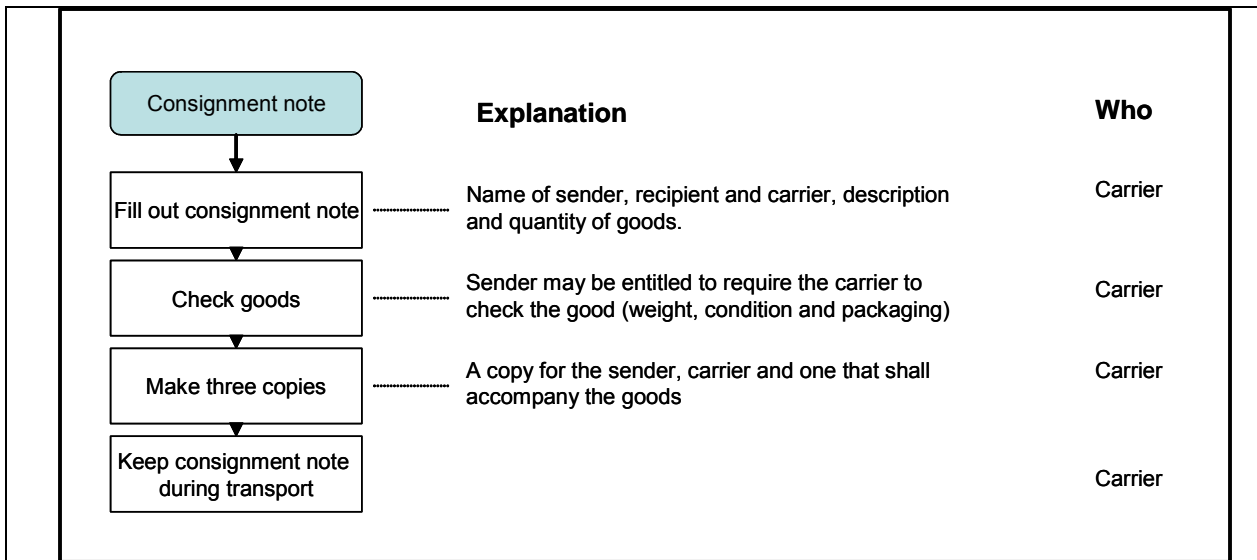 Consignment note
Explanation
Who
Fill out consignment note
Name of sender, recipient and carrier, description
and quantity of goods.
Carrier
Check goods
Sender may be entitled to require the carrier to
check the good (weight, condition and packaging)
Carrier
Make three copies
A copy for the sender, carrier and one that shall
accompany the goods
Carrier
Keep consignment note
during transport
Carrier